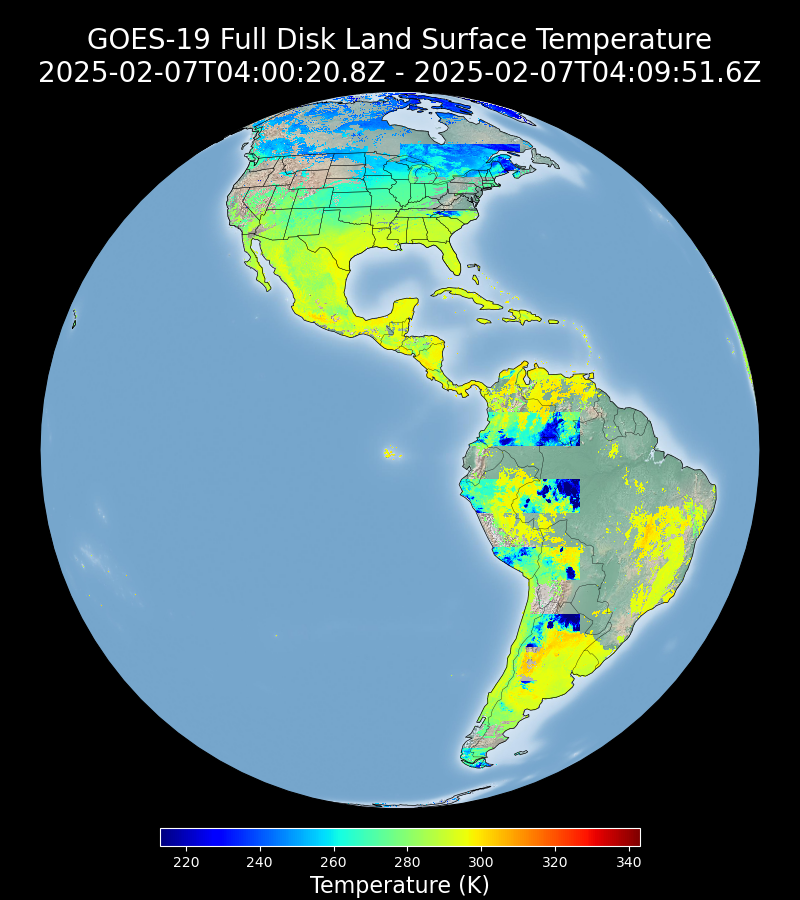 GOES-19 Full Disk Land Surface Temperature
2025-02-07T04:00:20.8Z - 2025-02-07T04:09:51.6Z
220 240 260 280 300 320 340
Temperature (K)